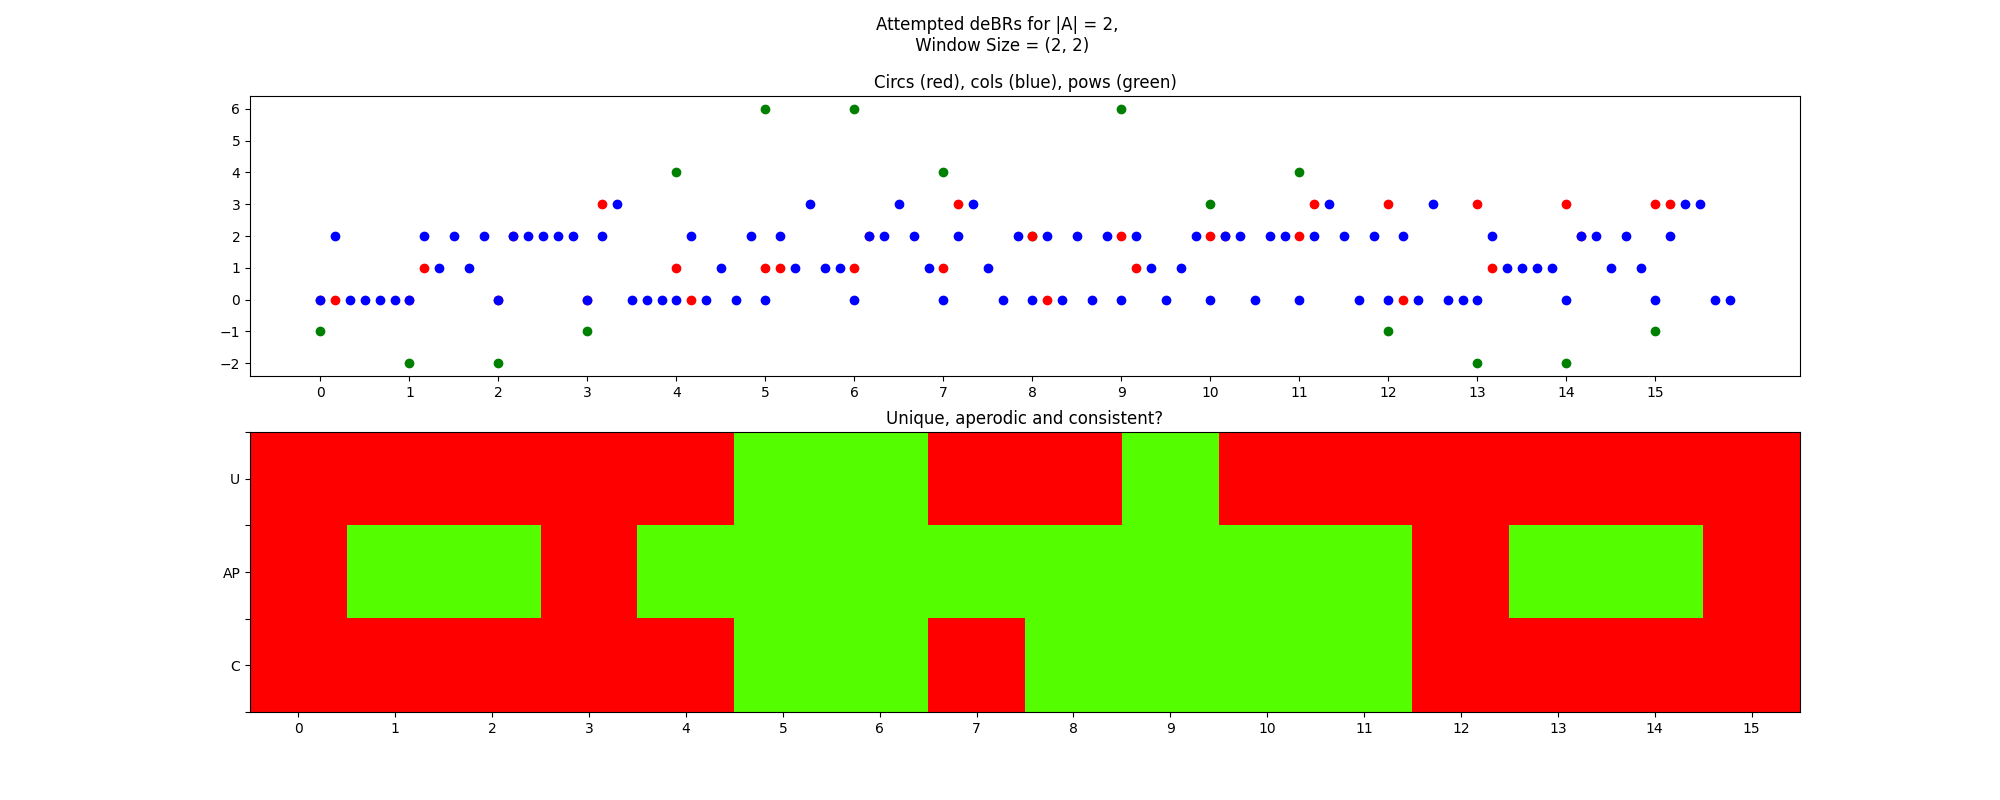 Attempted deBRs for |A| = 2,
Window Size = (2, 2)
Circs (red), cols (blue), pows (green)
6
5
4
3
2
1
0
−1
−2
0 1 2 3 4 5 6 7 8 9 10 11 12 13 14 15
Unique, aperodic and consistent?
U
AP
C
0 1 2 3 4 5 6 7 8 9 10 11 12 13 14 15